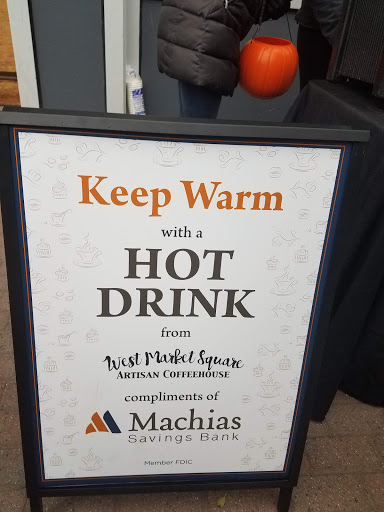 Keep Warm
with a
HOT
DRINK
from
West Market Square
ARTISAN COFFEEHOUSE
compliments of
Machias
Savings Bank
Member FDIC